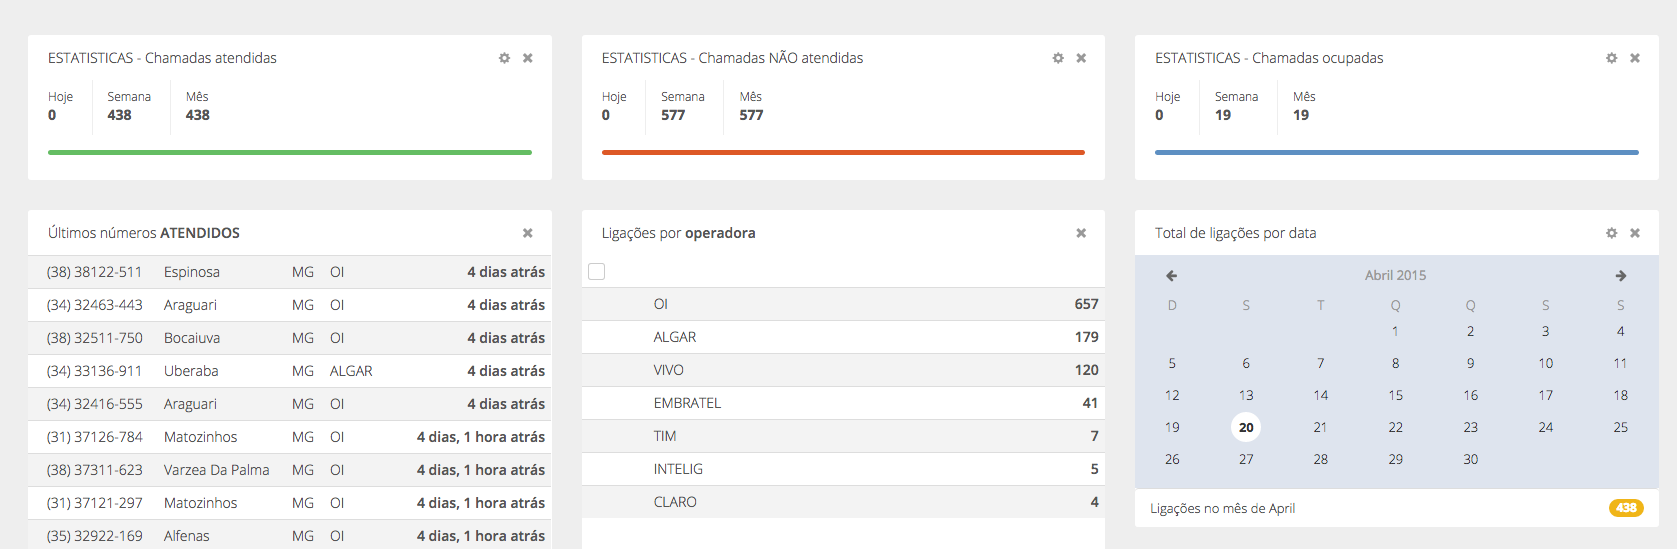 ESTATISTICAS - Chamadas atendidas
Hoje Semana Mês
0 438 438
ESTATISTICAS - Chamadas NÃO atendidas
Hoje Semana Mês
0 577 577
ESTATISTICAS - Chamadas ocupadas
Hoje Semana Mês
0 19 19
Últimos números ATENDIDOS
(38) 38122-511 Espinosa MG OI 4 dias atrás
(34) 32463-443 Araguari MG OI 4 dias atrás
(38) 32511-750 Bocaiuva MG OI 4 dias atrás
(34) 33136-911 Uberaba MG ALGAR 4 dias atrás
(34) 32416-555 Araguari MG OI 4 dias atrás
(31) 37126-784 Matozinhos MG OI 4 dias, 1 hora atrás
(38) 37311-623 Varzea Da Palma MG OI 4 dias, 1 hora atrás
(31) 37121-297 Matozinhos MG OI 4 dias, 1 hora atrás
(35) 32922-169 Alfenas MG OI 4 dias, 1 hora atrás
Ligações por operadora
OI 657
ALGAR 179
VIVO 120
EMBRATEL 41
TIM 7
INTELIG 5
CLARO 4
Total de ligações por data
Abril 2015
D S T Q Q S S
1 2 3 4
5 6 7 8 9 10 11
12 13 14 15 16 17 18
19 20 21 22 23 24 25
26 27 28 29 30
Ligações no mês de April 438